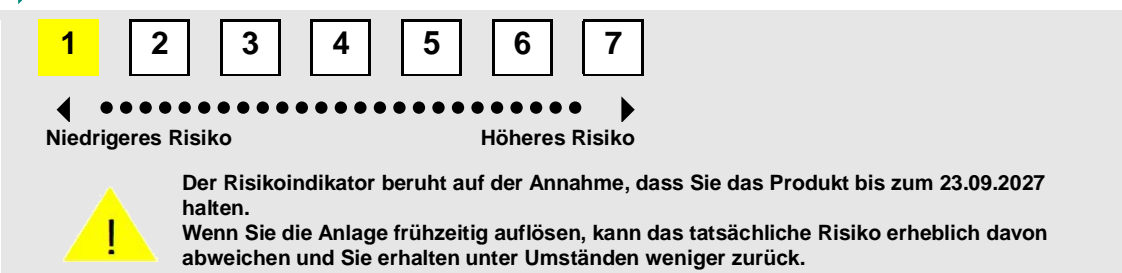 1 2 3 4 5 6 7
Niedrigeres Risiko Höheres Risiko
Der Risikoindikator beruht auf der Annahme, dass Sie das Produkt bis zum 23.09.2027
halten.
Wenn Sie die Anlage frühzeitig auflösen, kann das tatsächliche Risiko erheblich davon
abweichen und Sie erhalten unter Umständen weniger zurück.
!